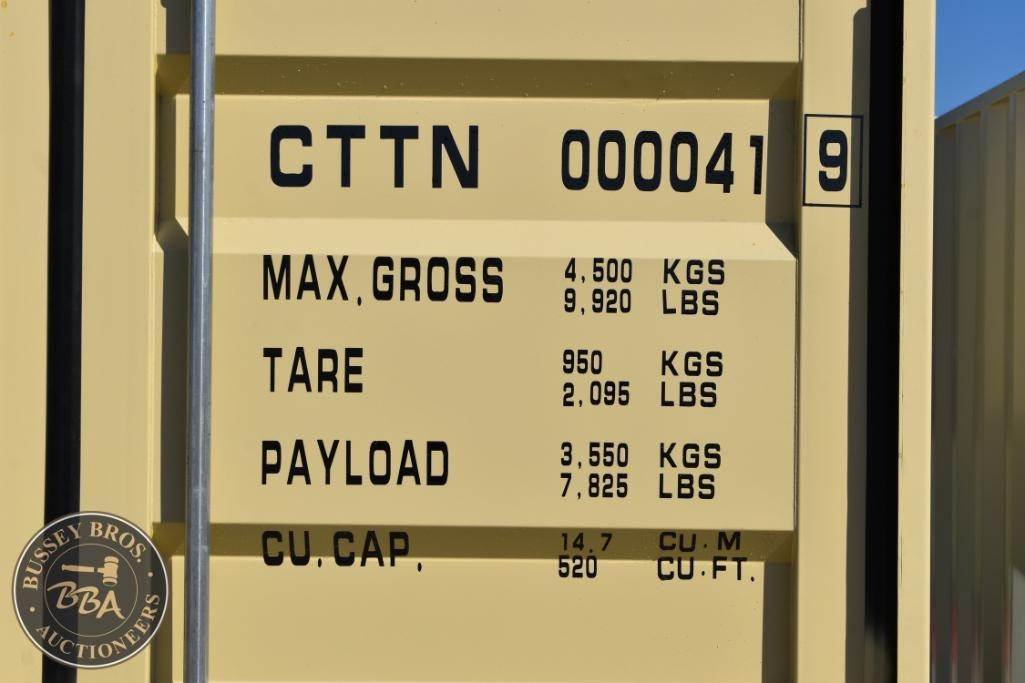 CTTN 000041 9
MAX.GROSS 4,500 KGS
9,920 LBS
TARE 950 KGS
2,095 LBS
PAYLOAD 3,550 KGS
7,825 LBS
CU.CAP. 14.7 CU.M
520 CU.FT.
BUSSEY BROS.
BBA
AUCTIONEERS